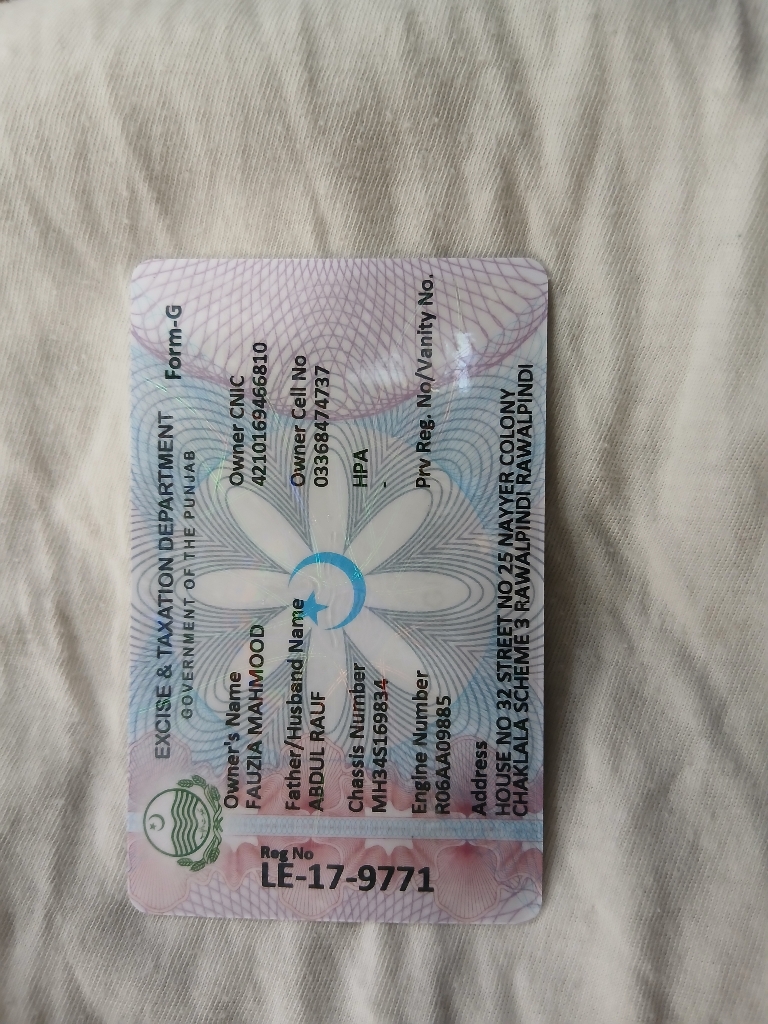 EXCISE & TAXATION DEPARTMENT
GOVERNMENT OF THE PUNJAB
Form-G
Reg No
LE-17-9771
Owner's Name
FAUZIA MAHMOOD
Owner CNIC
4210169466810
Father/Husband Name
ABDUL RAUF
Owner Cell No
03368474737
Chassis Number
MH34S169834
HPA
-
Engine Number
R06AA09885
Prv Reg. No/Vanity No.
Address
HOUSE NO 32 STREET NO 25 NAYYER COLONY
CHAKLALA SCHEME 3 RAWALPINDI RAWALPINDI